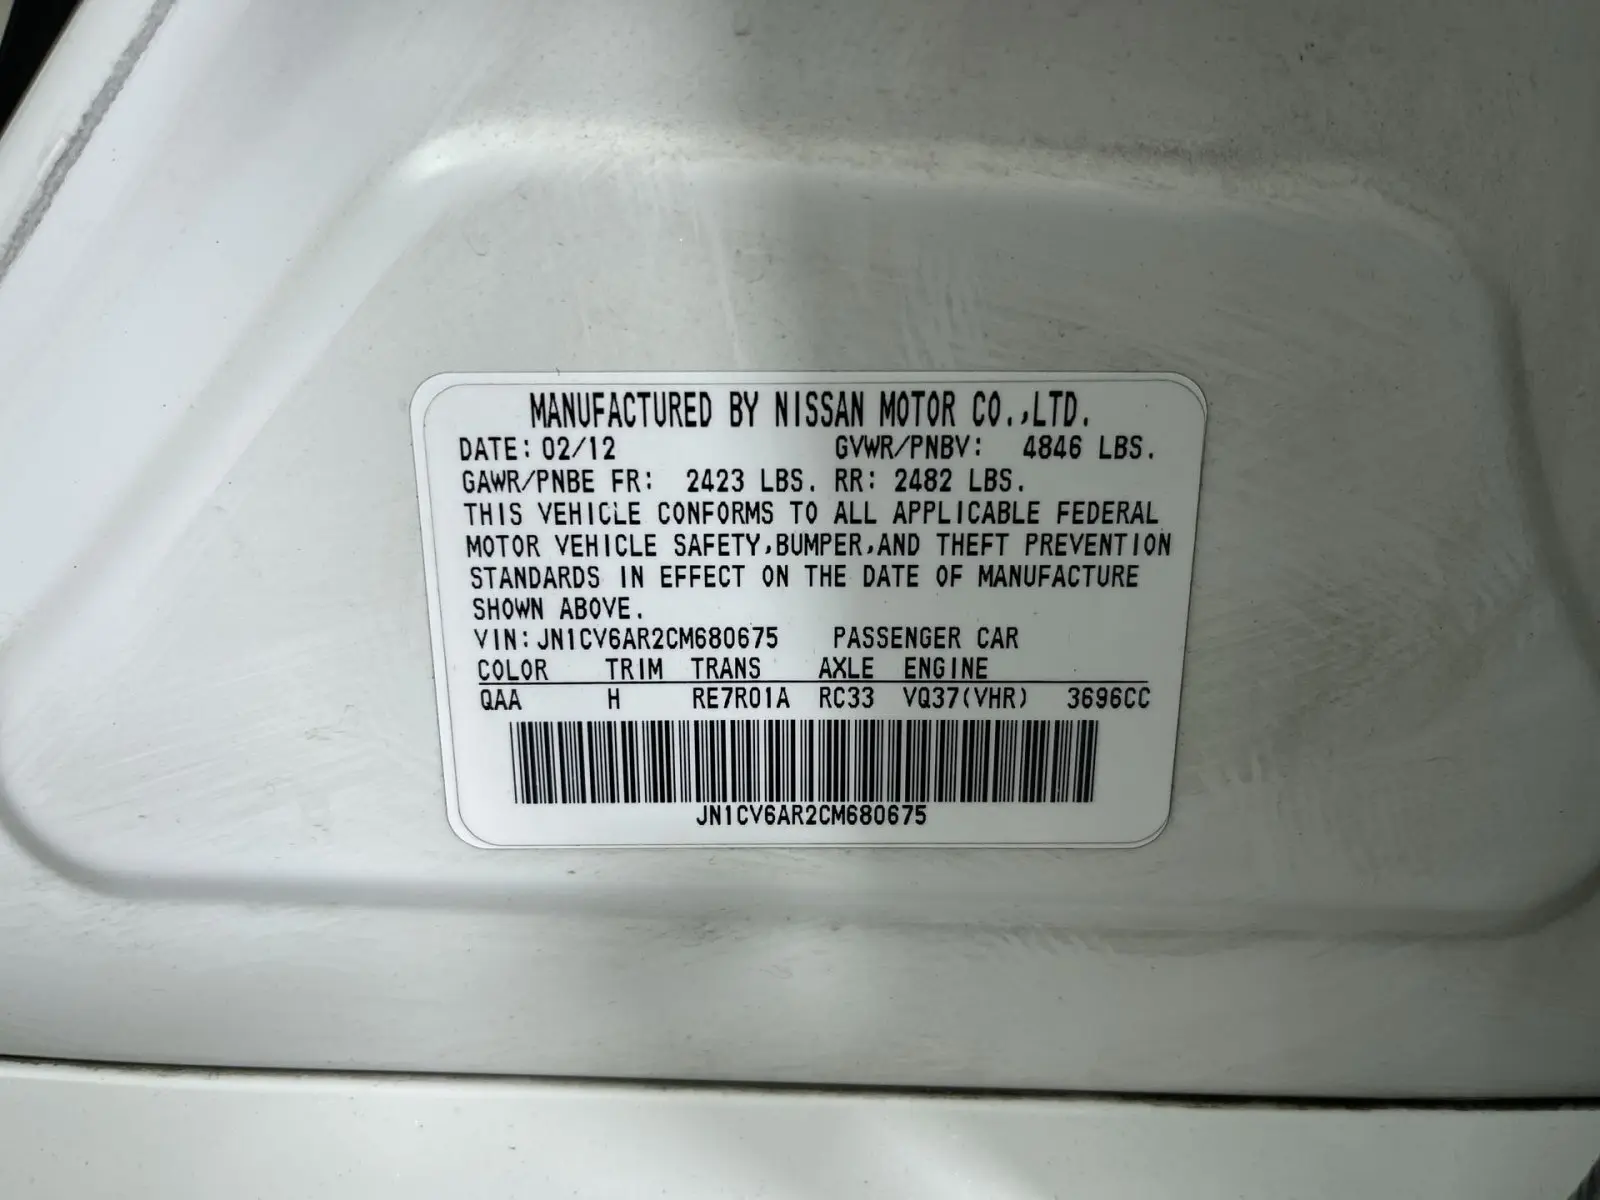 MANUFACTURED BY NISSAN MOTOR CO.,LTD.
DATE: 02/12 GVWR/PNBV: 4846 LBS.
GAWR/PNBE FR: 2423 LBS. RR: 2482 LBS.
THIS VEHICLE CONFORMS TO ALL APPLICABLE FEDERAL
MOTOR VEHICLE SAFETY,BUMPER,AND THEFT PREVENTION
STANDARDS IN EFFECT ON THE DATE OF MANUFACTURE
SHOWN ABOVE.
VIN: JN1CV6AR2CM680675 PASSENGER CAR
COLOR TRIM TRANS AXLE ENGINE
QAA H RE7R01A RC33 VQ37(VHR) 3696CC
JN1CV6AR2CM680675